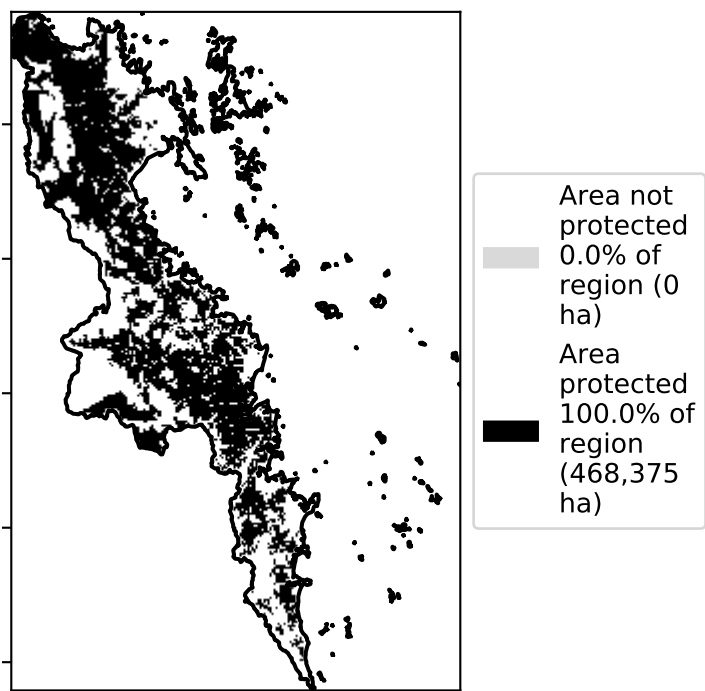 Area not
protected
0.0% of
region (0
ha)
Area
protected
100.0% of
region
(468,375
ha)